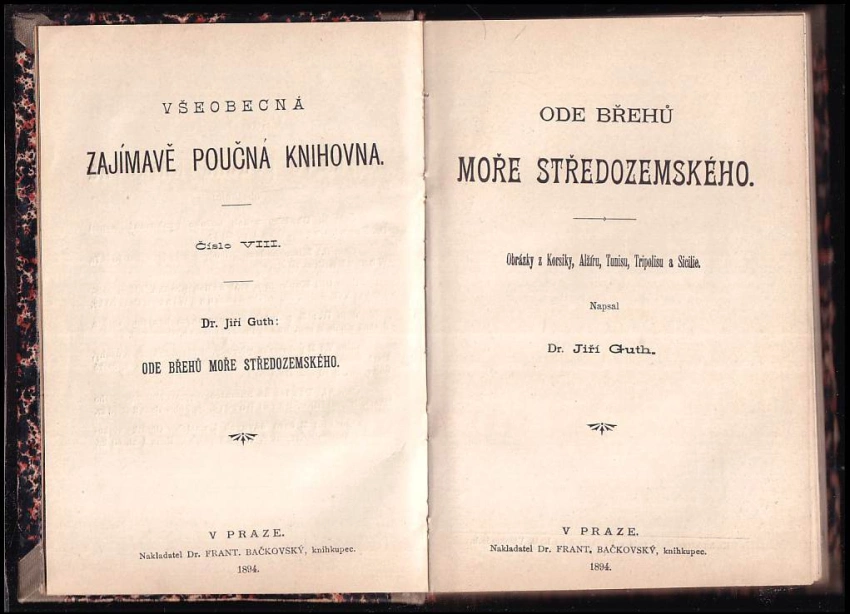 VŠEOBECNÁ
ZAJÍMAVĚ POUČNÁ KNIHOVNA.
Číslo VIII.
Dr. Jiří Guth:
ODE BŘEHŮ MOŘE STŘEDOZEMSKÉHO.
V PRAZE.
Nakladatel Dr. FRANT. BAČKOVSKÝ, knihkupec.
1894.
ODE BŘEHŮ
MOŘE STŘEDOZEMSKÉHO.
Obrázky z Korsiky, Alžíru, Tunisu, Tripolisu a Sicilie.
Napsal
Dr. Jiří Guth.
V PRAZE.
Nakladatel Dr. FRANT. BAČKOVSKÝ, knihkupec.
1894.